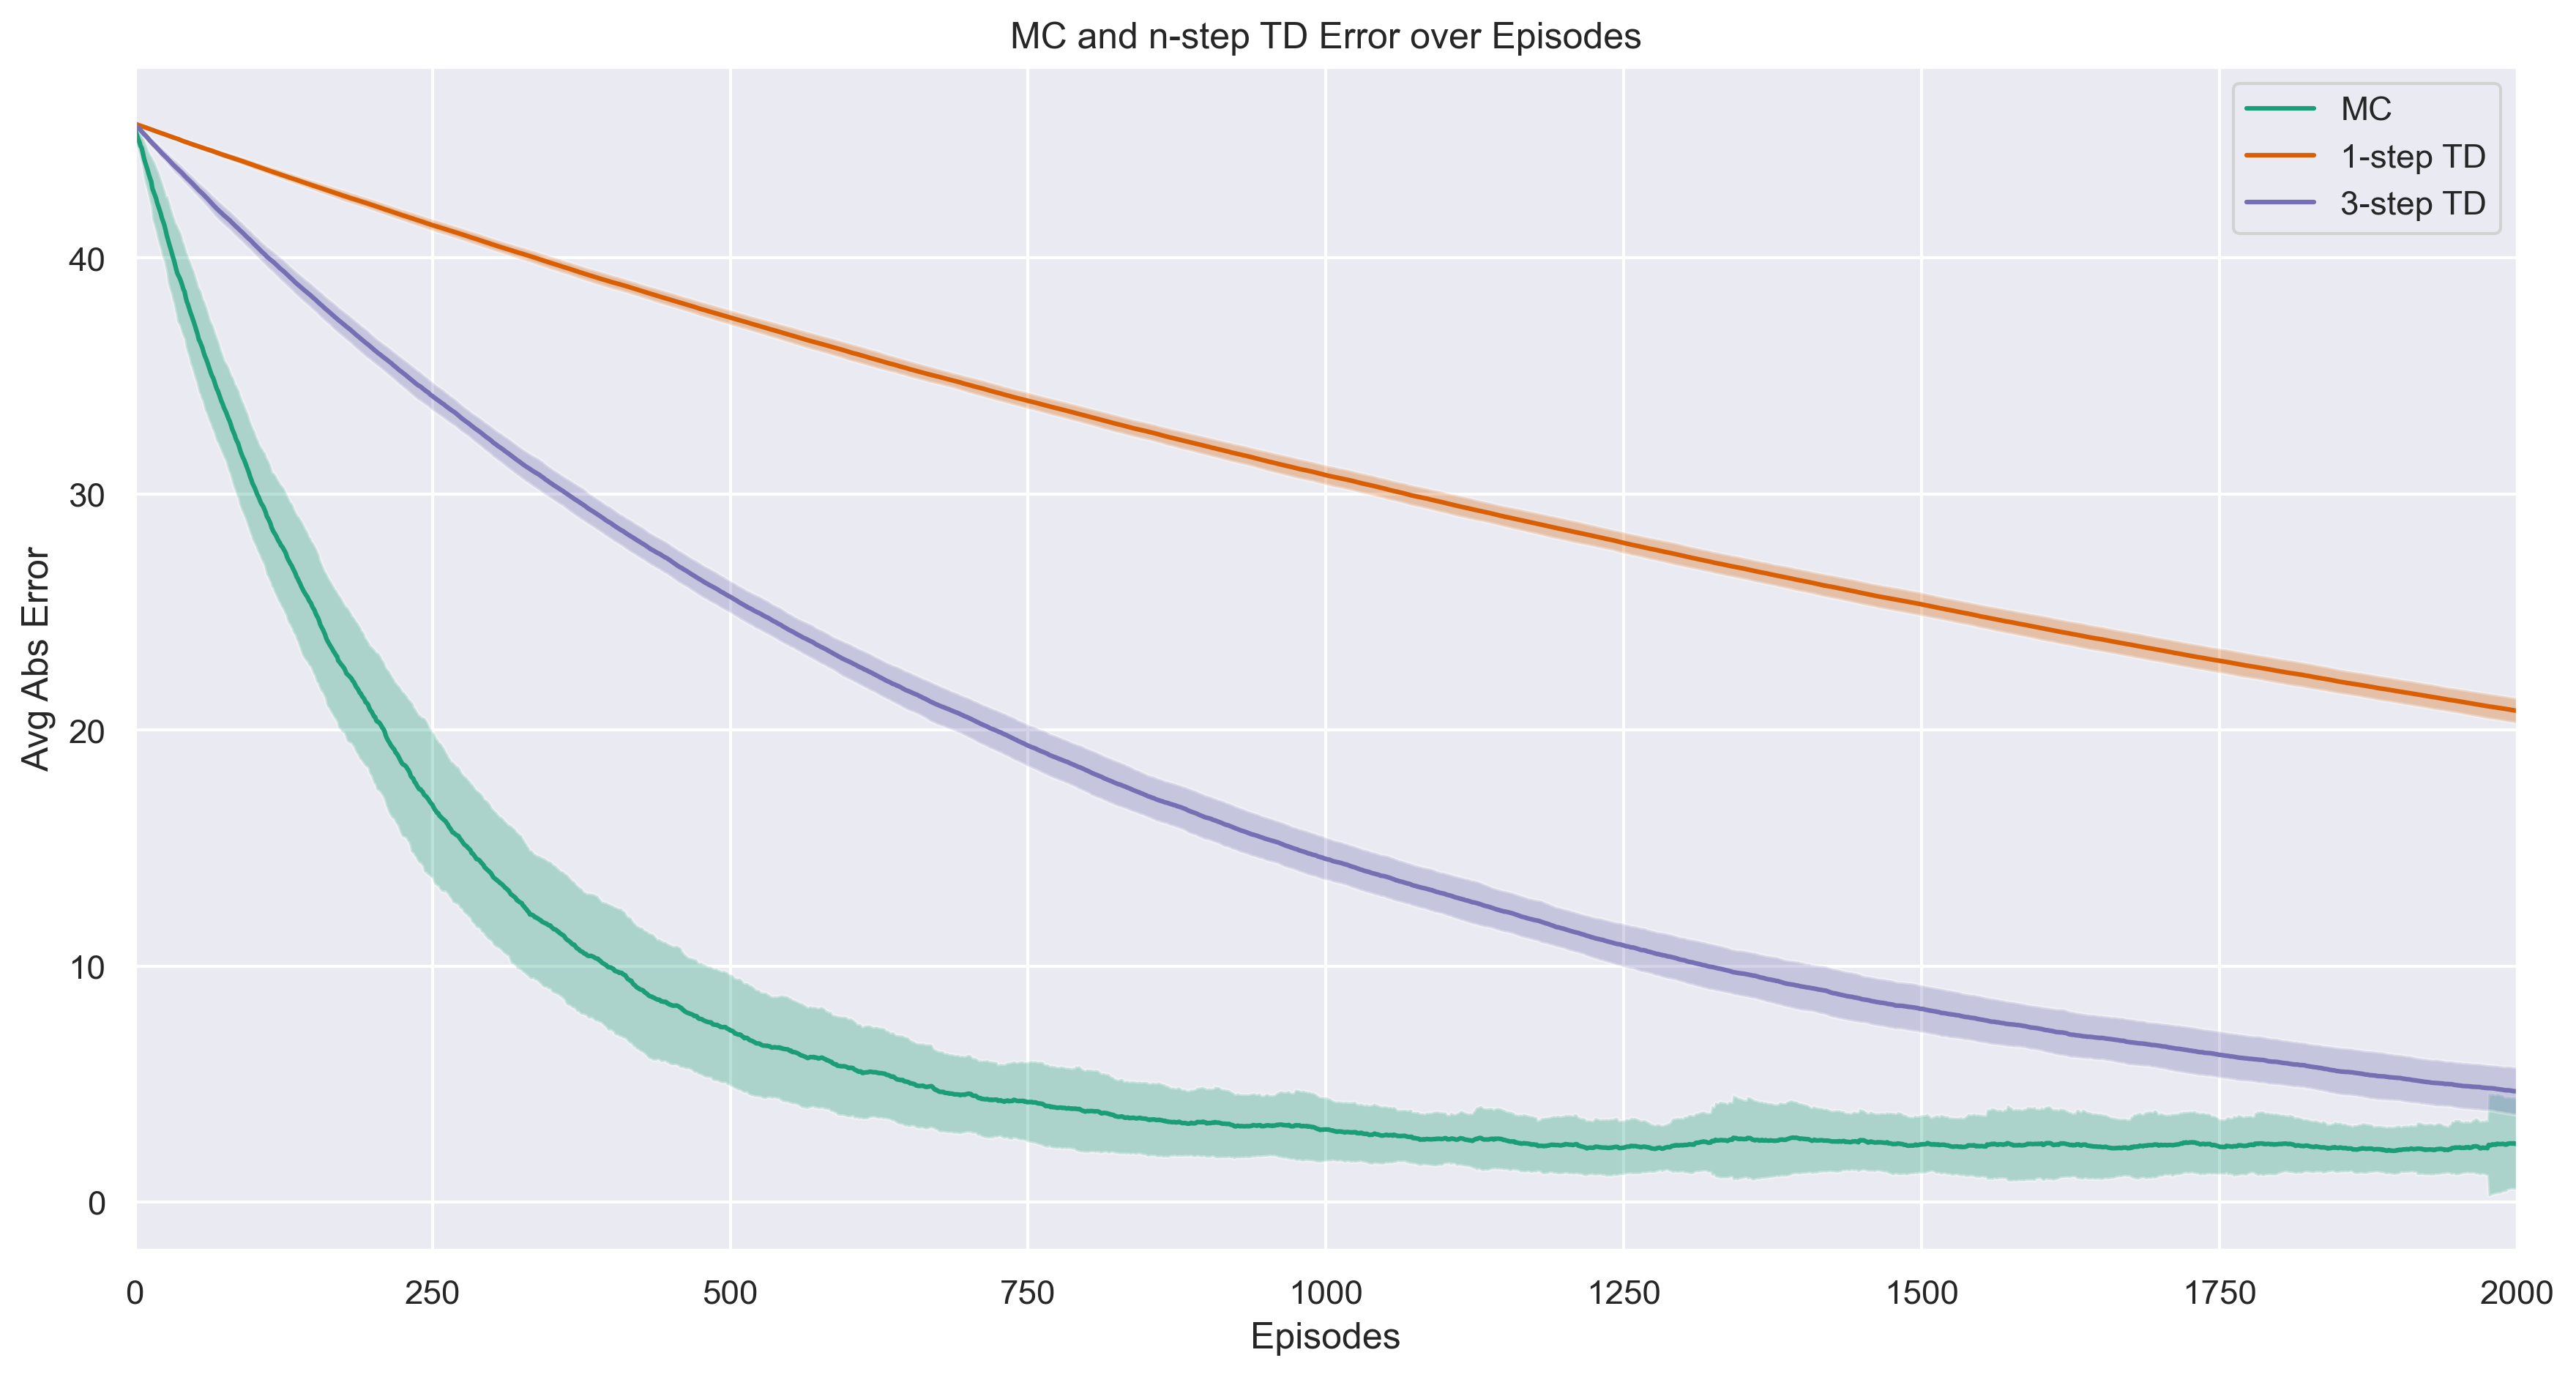 MC and n-step TD Error over Episodes
MC
1-step TD
3-step TD
Avg Abs Error
40
30
20
10
0
0 250 500 750 1000 1250 1500 1750 2000
Episodes